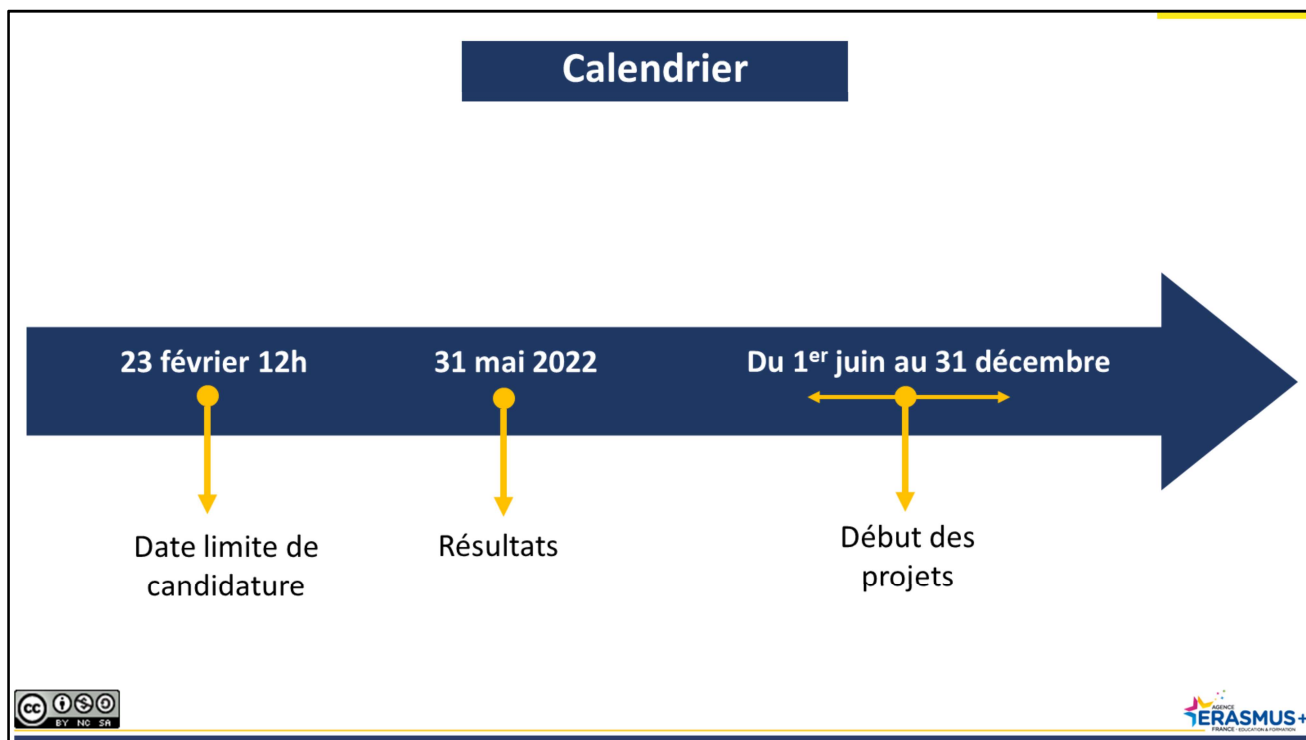 Calendrier
23 février 12h
31 mai 2022
Du 1er juin au 31 décembre
Date limite de
candidature
Résultats
Début des
projets
CC BY NC SA
AGENCE
ERASMUS+
FRANCE · EDUCATION & FORMATION